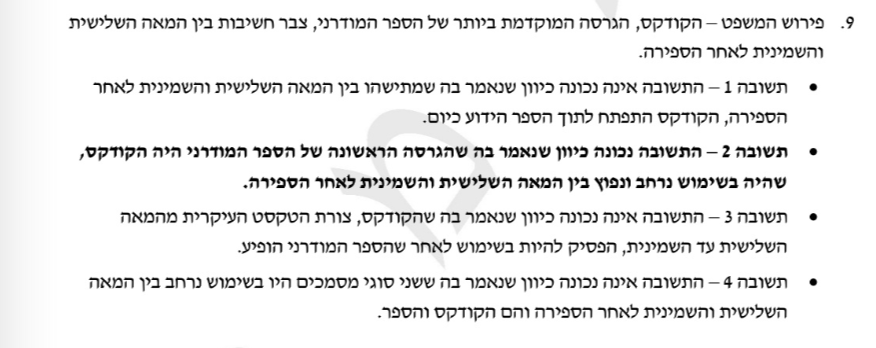 9. פירוש המשפט – הקודקס, הגרסה המוקדמת ביותר של הספר המודרני, צבר חשיבות בין המאה השלישית
והשמינית לאחר הספירה.
• תשובה 1 – התשובה אינה נכונה כיוון שנאמר בה שמתישהו בין המאה השלישית והשמינית לאחר
הספירה, הקודקס התפתח לתוך הספר הידוע כיום.
• תשובה 2 – התשובה נכונה כיוון שנאמר בה שהגרסה הראשונה של הספר המודרני היה הקודקס,
שהיה בשימוש נרחב ונפוץ בין המאה השלישית והשמינית לאחר הספירה.
• תשובה 3 – התשובה אינה נכונה כיוון שנאמר בה שהקודקס, צורת הטקסט העיקרית מהמאה
השלישית עד השמינית, הפסיק להיות בשימוש לאחר שהספר המודרני הופיע.
• תשובה 4 – התשובה אינה נכונה כיוון שנאמר בה ששני סוגי מסמכים היו בשימוש נרחב בין המאה
השלישית והשמינית לאחר הספירה והם הקודקס והספר.